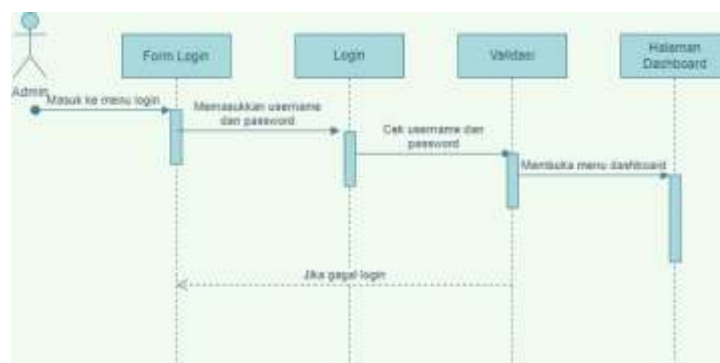 Form Login
Login
Validasi
Halaman
Dashboard
Admin
Masuk ke menu login
Memasukkan username
dan password
Cek username dan
password
Membuka menu dashboard
Jika gagal login